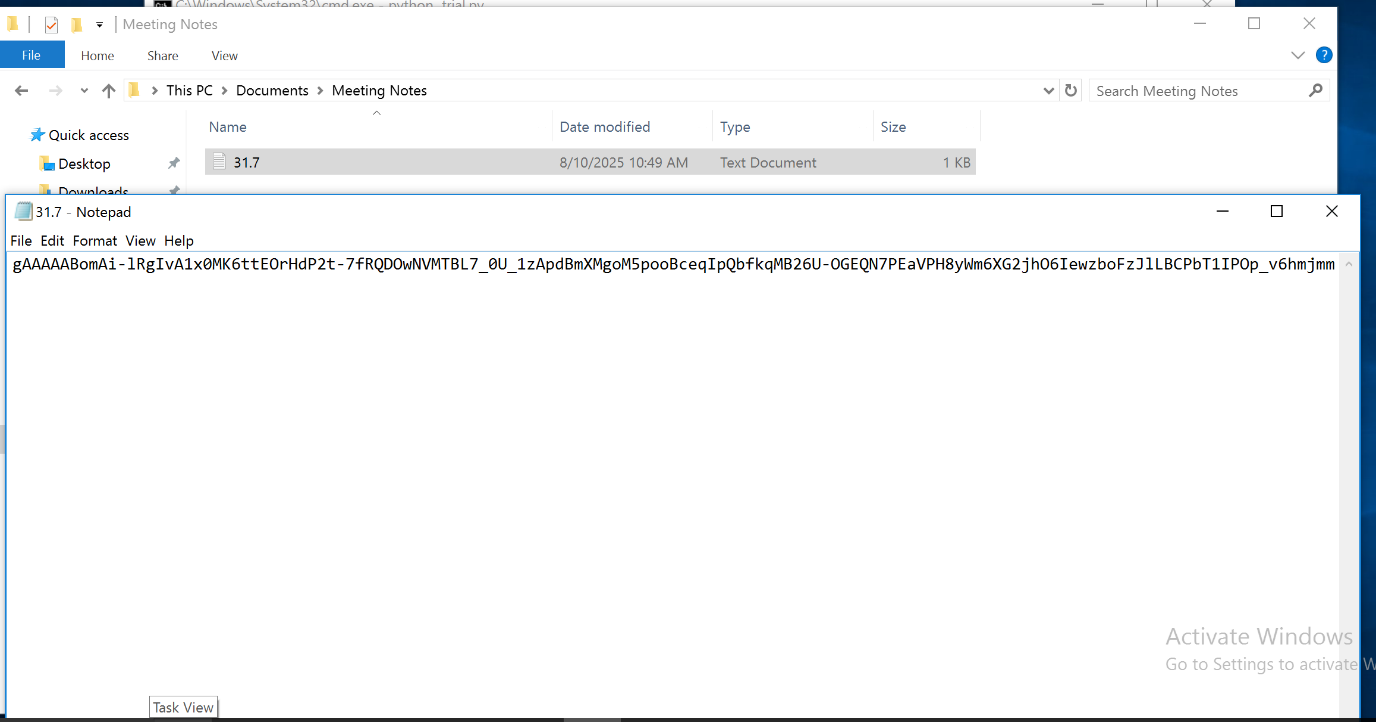 C:\Windows\System32\cmd.exe - python trial.py
Meeting Notes
File Home Share View
This PC > Documents > Meeting Notes
Search Meeting Notes
Name Date modified Type Size
Quick access
31.7 8/10/2025 10:49 AM Text Document 1 KB
Desktop
Downloads
31.7 - Notepad
File Edit Format View Help
gAAAAABomAi-lRgIvA1x0MK6ttEOrHdP2t-7fRQDOwNVMTBL7_0U_1zApdBmXMgoM5pooBceqIpQbfkqMB26U-OGEQN7PEaVPH8yWm6XG2jhO6IewzboFzJlLBCPbT1IPOp_v6hmjmm
Activate Windows
Go to Settings to activate W
Task View